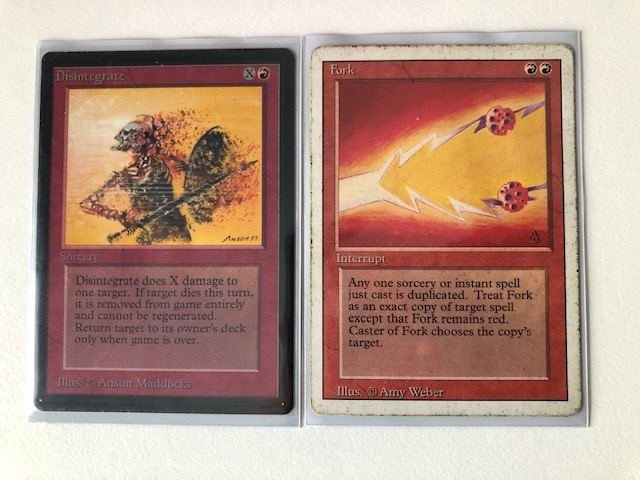 Disintegrate
X
ANSON 93
Sorcery
Disintegrate does X damage to
one target. If target dies this turn,
it is removed from game entirely
and cannot be regenerated.
Return target to its owner's deck
only when game is over.
Illus. © Anson Maddocks
Fork
Interrupt
Any one sorcery or instant spell
just cast is duplicated. Treat Fork
as an exact copy of target spell
except that Fork remains red.
Caster of Fork chooses the copy's
target.
Illus. © Amy Weber